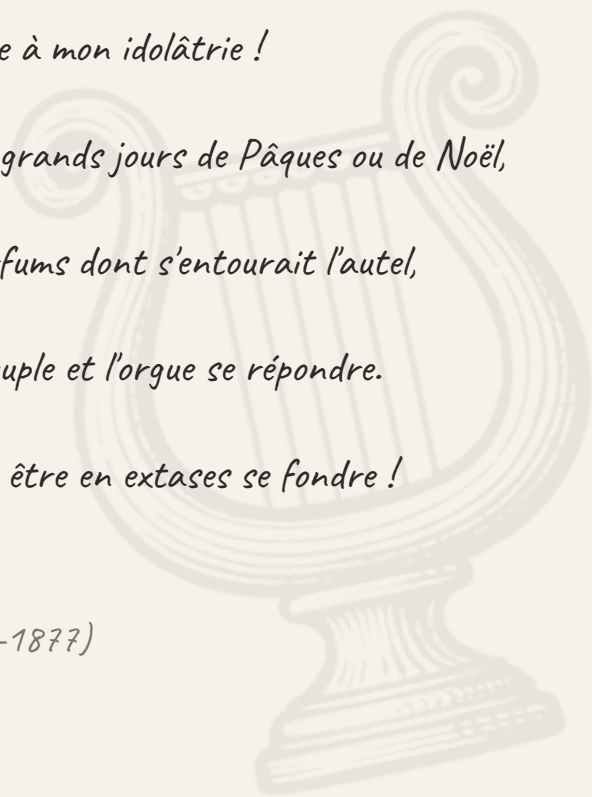 e à mon idolâtrie !
grands jours de Pâques ou de Noël,
fums dont s'entourait l'autel,
uple et l'orgue se répondre.
être en extases se fondre !
-1877)